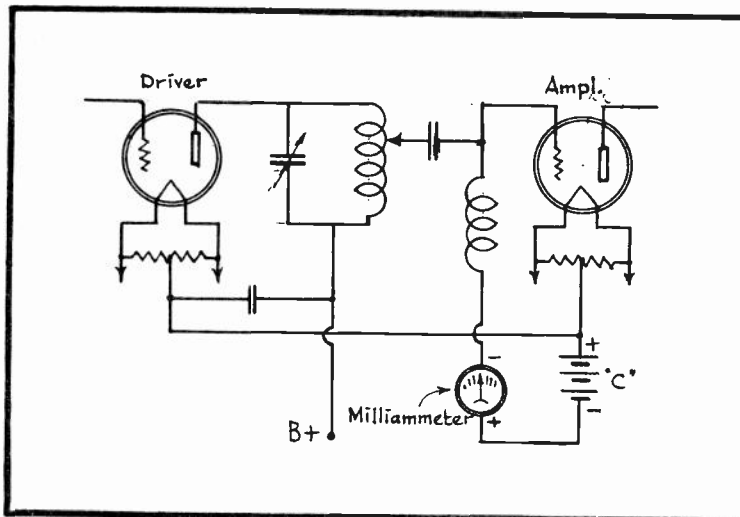 Driver
Ampl.
-
+
"C"
Milliammeter
+
-
B+